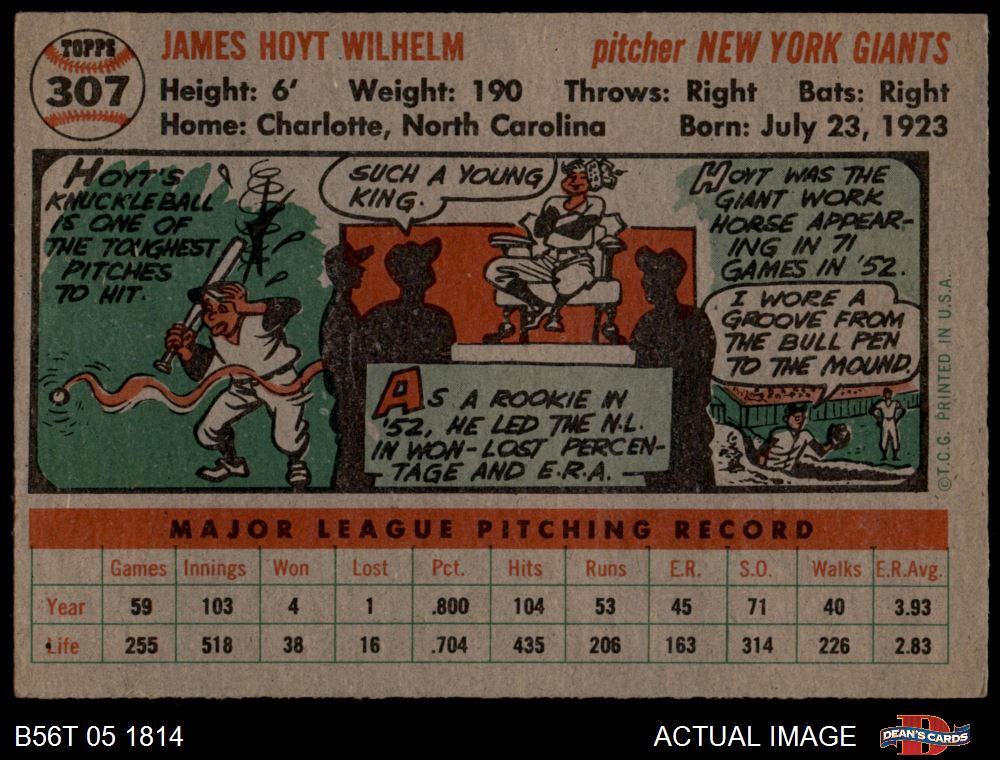 TOPPS
307
JAMES HOYT WILHELM
pitcher NEW YORK GIANTS
Height: 6' Weight: 190 Throws: Right Bats: Right
Home: Charlotte, North Carolina Born: July 23, 1923
HOYT'S
KNUCKLEBALL
IS ONE OF
THE TOUGHEST
PITCHES
TO HIT.
SUCH A YOUNG
KING.
AS A ROOKIE IN
'52, HE LED THE N.L.
IN WON-LOST PERCEN-
TAGE AND E.R.A.
HOYT WAS THE
GIANT WORK
HORSE APPEAR-
ING IN 71
GAMES IN '52.
I WORE A
GROOVE FROM
THE BULL PEN
TO THE MOUND.
©T.C.G. PRINTED IN U.S.A.
MAJOR LEAGUE PITCHING RECORD
Games Innings Won Lost Pct. Hits Runs E.R. S.O. Walks E.R.Avg.
Year 59 103 4 1 .800 104 53 45 71 40 3.93
Life 255 518 38 16 .704 435 206 163 314 226 2.83
B56T 05 1814
ACTUAL IMAGE
DEAN'S CARDS